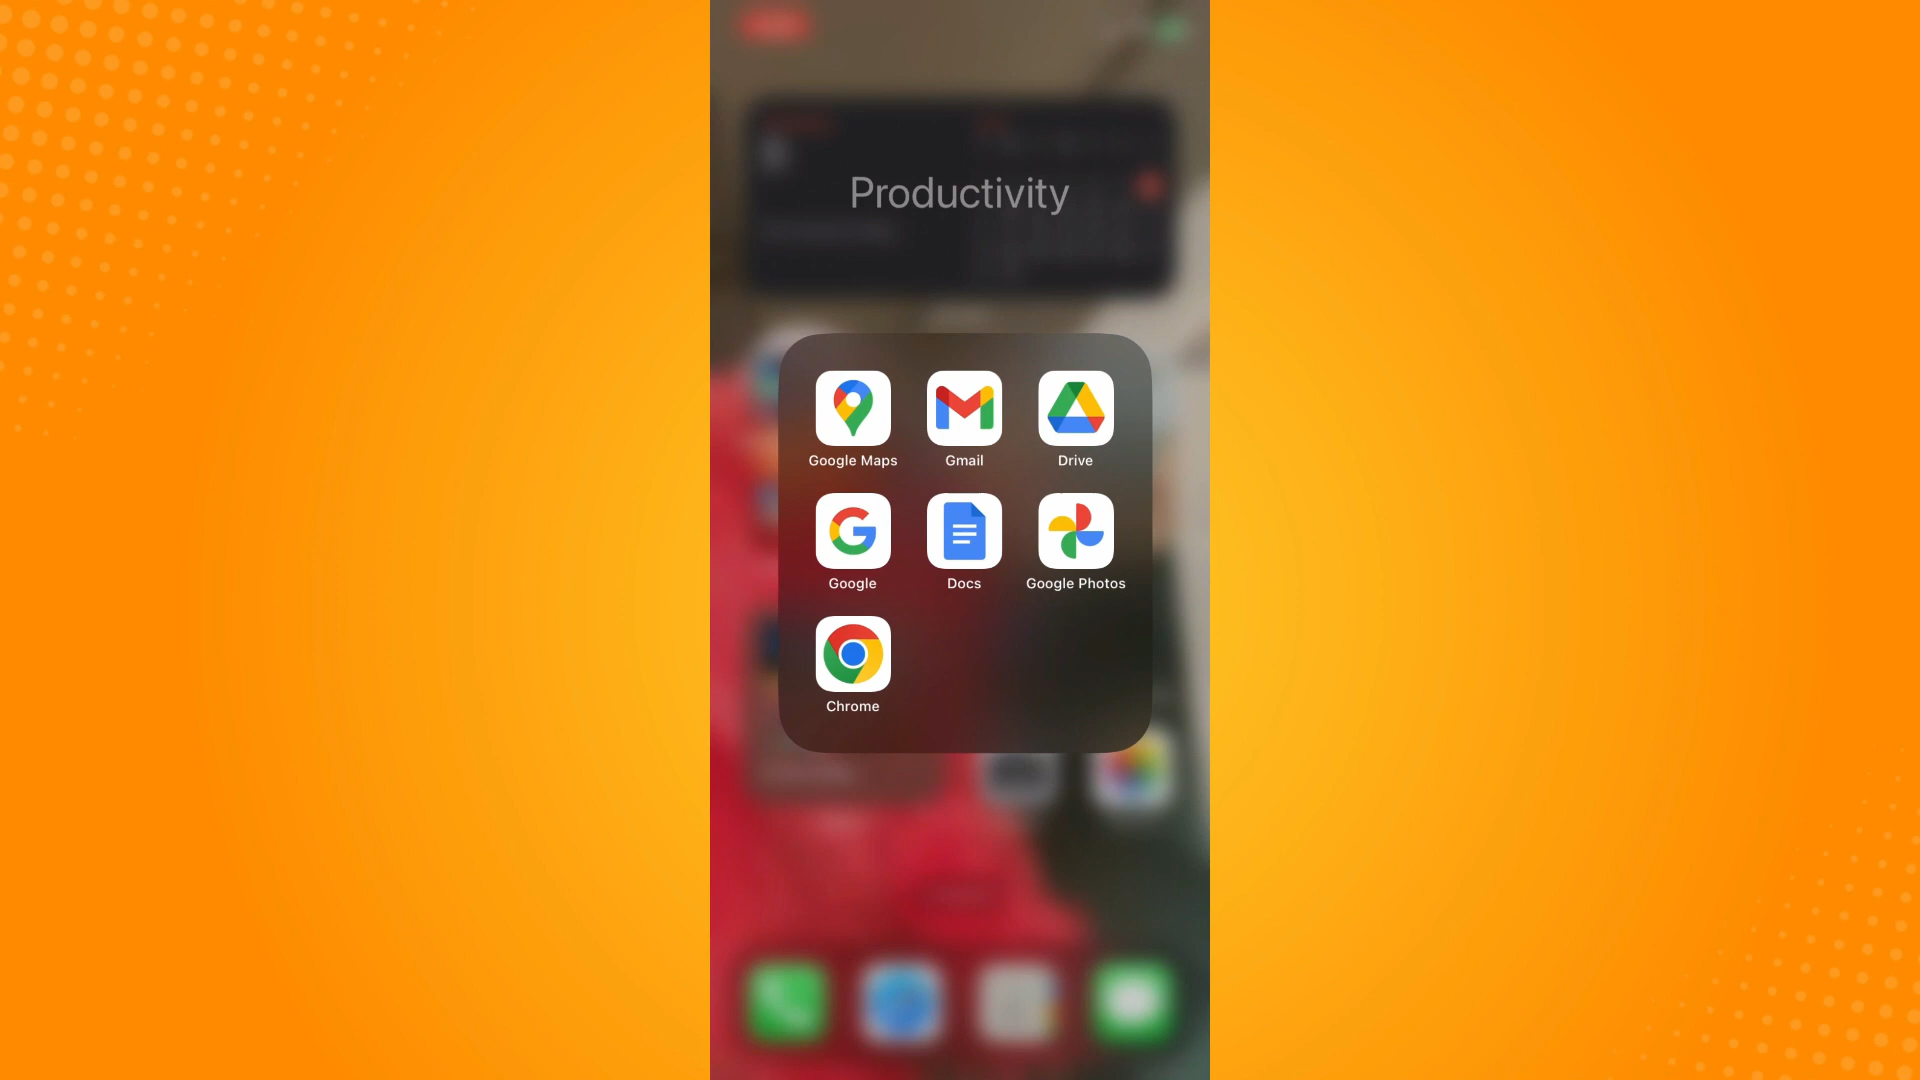 Productivity
Google Maps
Gmail
Drive
Google
Docs
Google Photos
Chrome